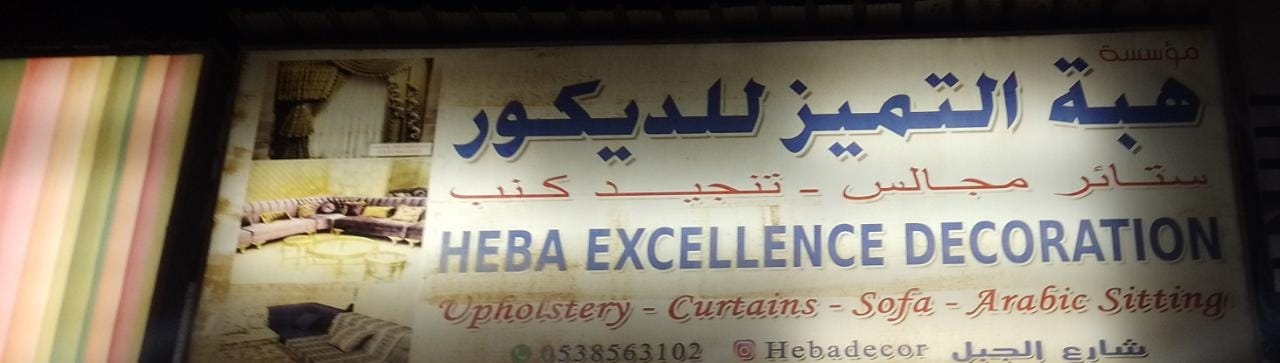 مؤسسة
هبة التميز للديكور
ستائر مجالس - تنجيد كنب
HEBA EXCELLENCE DECORATION
Upholstery - Curtains - Sofa - Arabic Sitting
0538563102 Hebadecor شارع الجبل